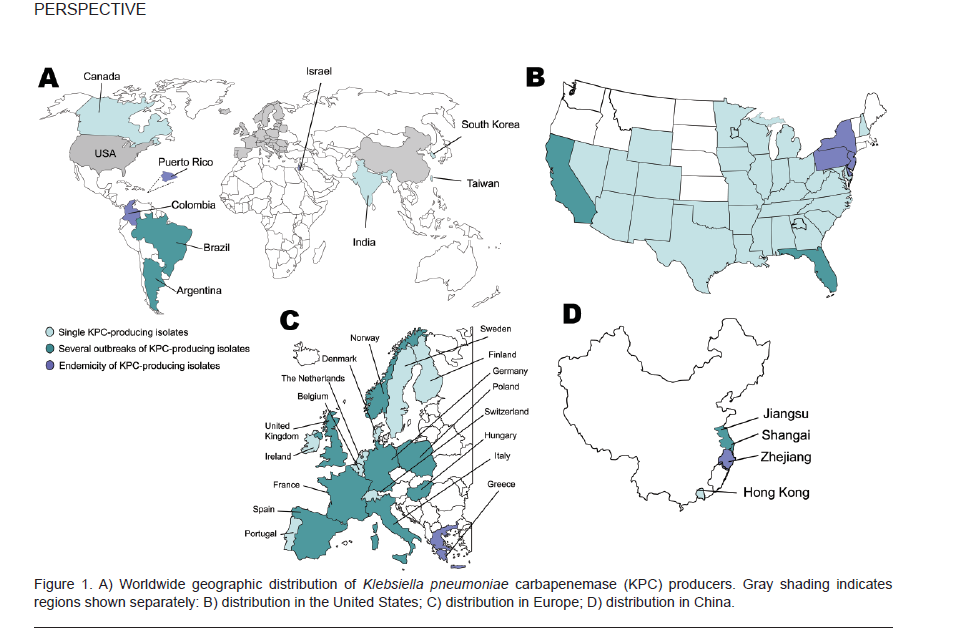 PERSPECTIVE
A
Canada
Israel
South Korea
USA
Puerto Rico
Taiwan
Colombia
India
Brazil
Argentina
Single KPC-producing isolates
Several outbreaks of KPC-producing isolates
Endemicity of KPC-producing isolates
B
C
Sweden
Norway
Finland
Denmark
Germany
The Netherlands
Poland
Belgium
Switzerland
United
Kingdom
Hungary
Ireland
Italy
France
Greece
Spain
Portugal
D
Jiangsu
Shangai
Zhejiang
Hong Kong
Figure 1. A) Worldwide geographic distribution of Klebsiella pneumoniae carbapenemase (KPC) producers. Gray shading indicates
regions shown separately: B) distribution in the United States; C) distribution in Europe; D) distribution in China.